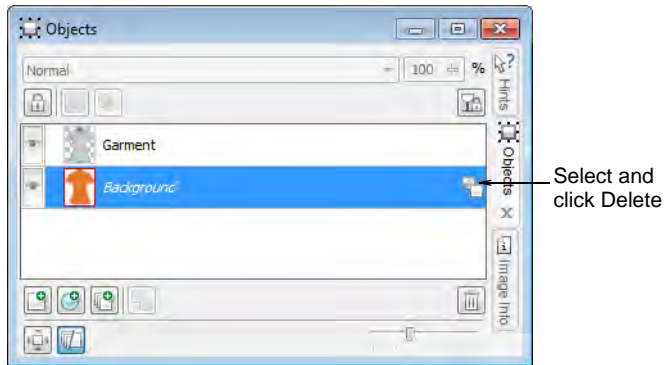 Objects
Normal
100
%
Hints
Garment
Objects
Background
Select and
click Delete
Image Info